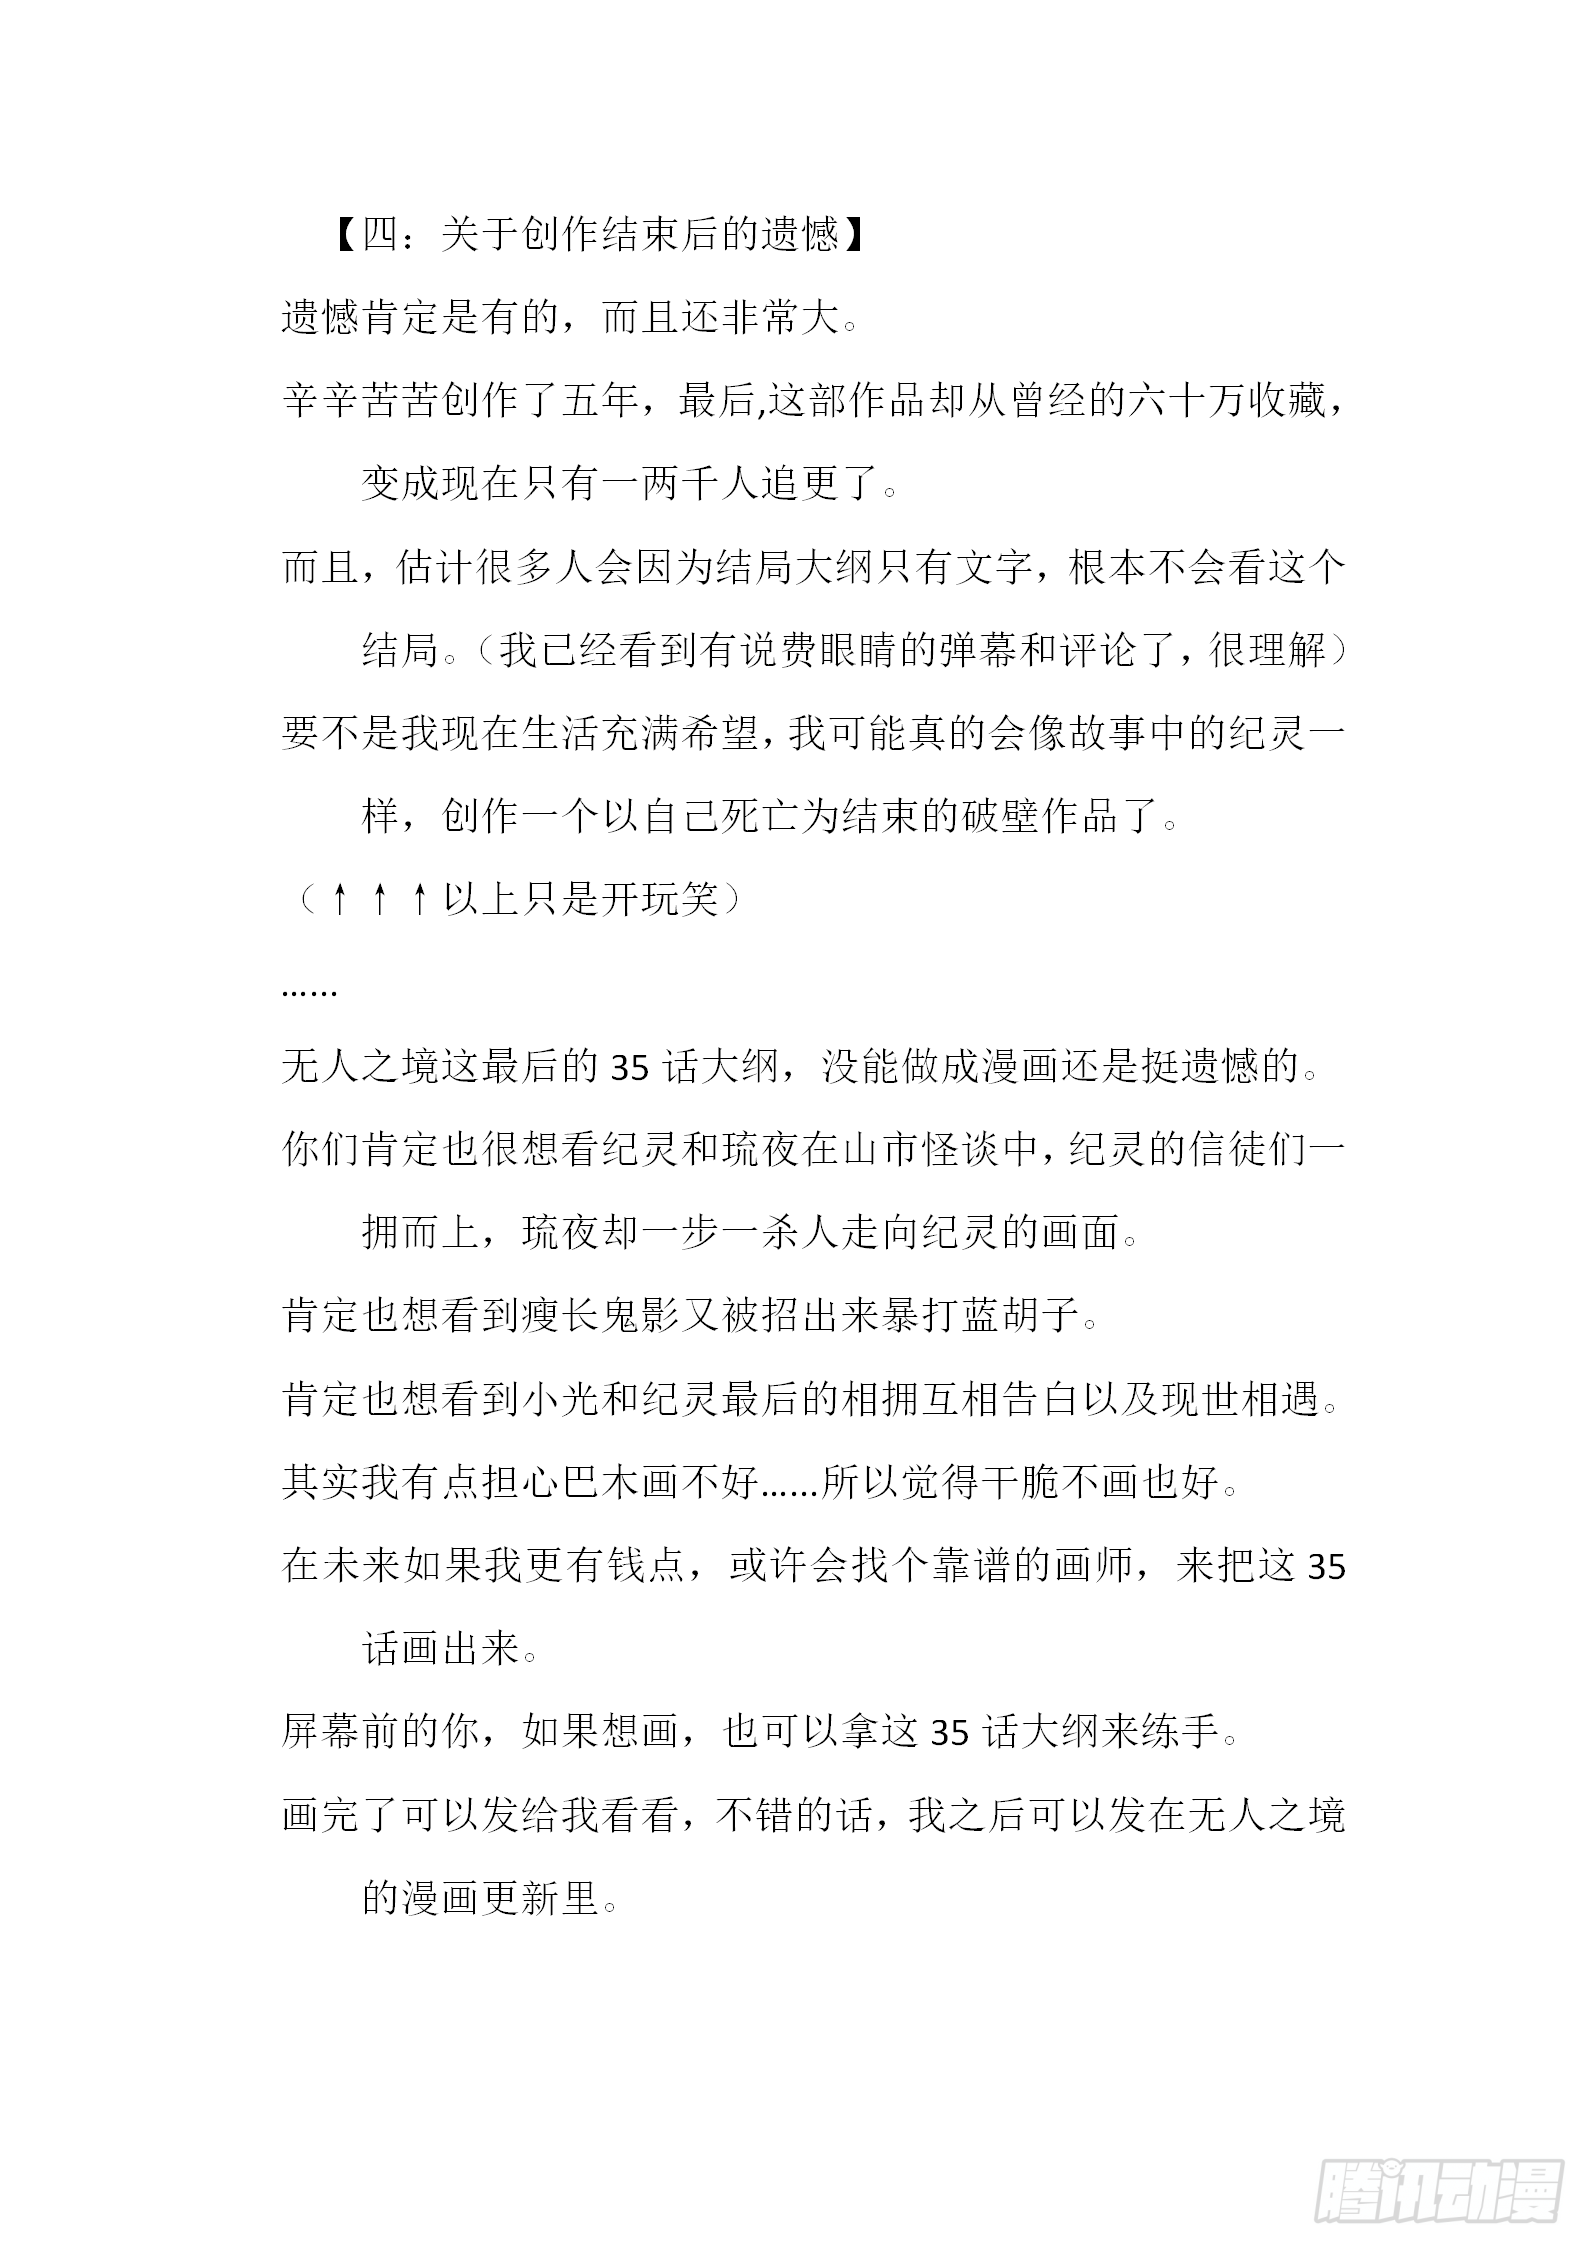 【四：关于创作结束后的遗憾】
遗憾肯定是有的，而且还非常大。
辛辛苦苦创作了五年，最后,这部作品却从曾经的六十万收藏，
变成现在只有一两千人追更了。
而且，估计很多人会因为结局大纲只有文字，根本不会看这个
结局。（我已经看到有说费眼睛的弹幕和评论了，很理解）
要不是我现在生活充满希望，我可能真的会像故事中的纪灵一
样，创作一个以自己死亡为结束的破壁作品了。
（↑↑↑以上只是开玩笑）
……
无人之境这最后的 35 话大纲，没能做成漫画还是挺遗憾的。
你们肯定也很想看纪灵和琉夜在山市怪谈中，纪灵的信徒们一
拥而上，琉夜却一步一杀人走向纪灵的画面。
肯定也想看到瘦长鬼影又被招出来暴打蓝胡子。
肯定也想看到小光和纪灵最后的相拥互相告白以及现世相遇。
其实我有点担心巴木画不好……所以觉得干脆不画也好。
在未来如果我更有钱点，或许会找个靠谱的画师，来把这 35
话画出来。
屏幕前的你，如果想画，也可以拿这 35 话大纲来练手。
画完了可以发给我看看，不错的话，我之后可以发在无人之境
的漫画更新里。
腾讯动漫